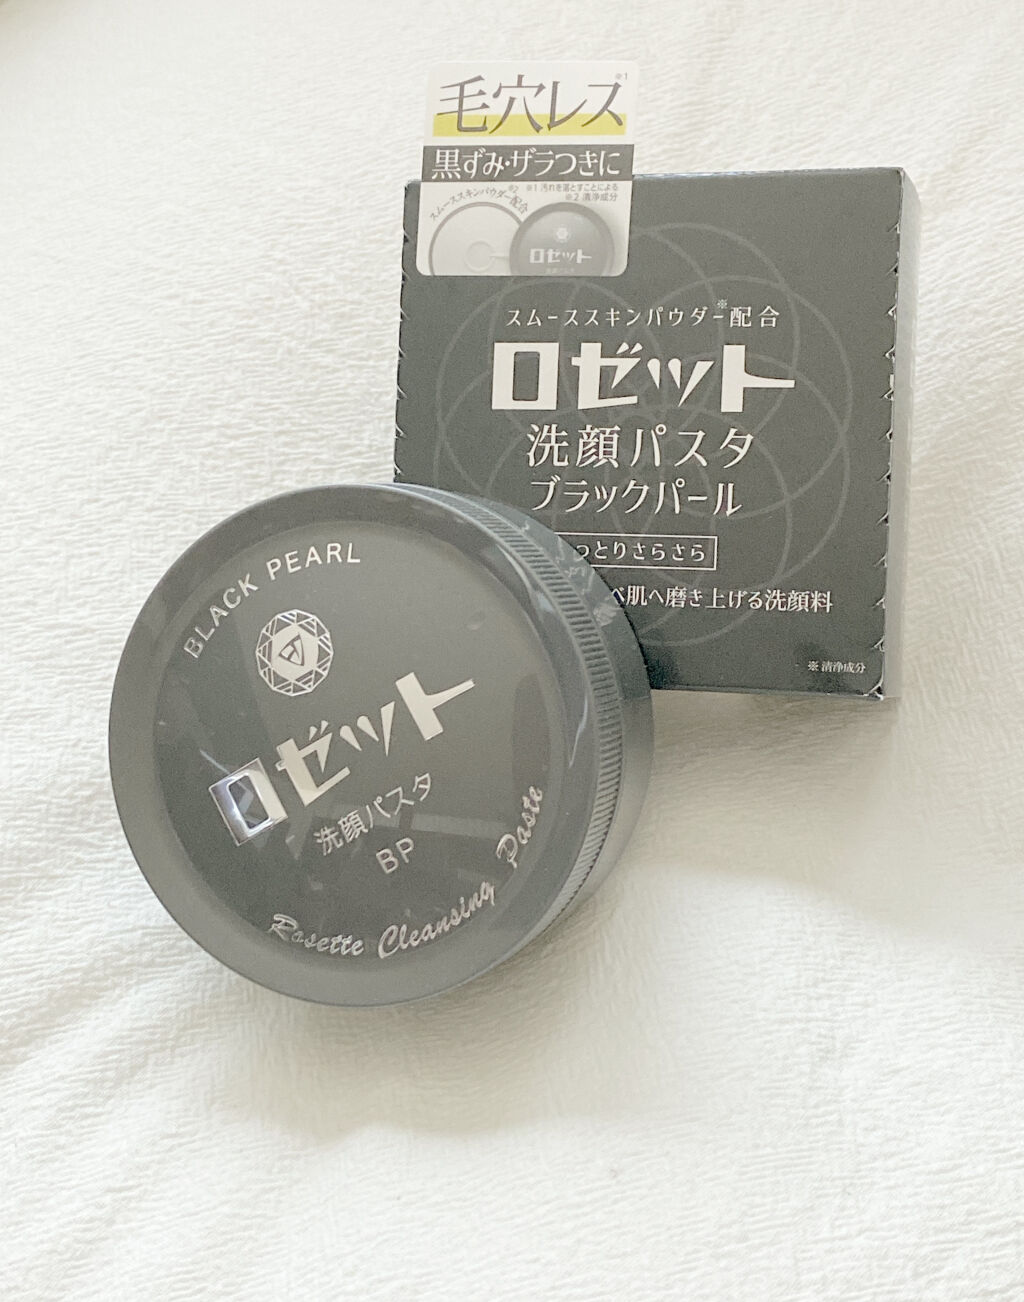 毛穴レス※1
黒ずみ・ザラつきに
スムーススキンパウダー※2配合
※1 汚れを落とすことによる
※2 清浄成分
ロゼット
スムーススキンパウダー※配合
ロゼット
洗顔パスタ
ブラックパール
っとりさらさら
べ肌へ磨き上げる洗顔料
※ 清浄成分
BLACK PEARL
ロゼット
洗顔パスタ
BP
Rosette Cleansing Paste